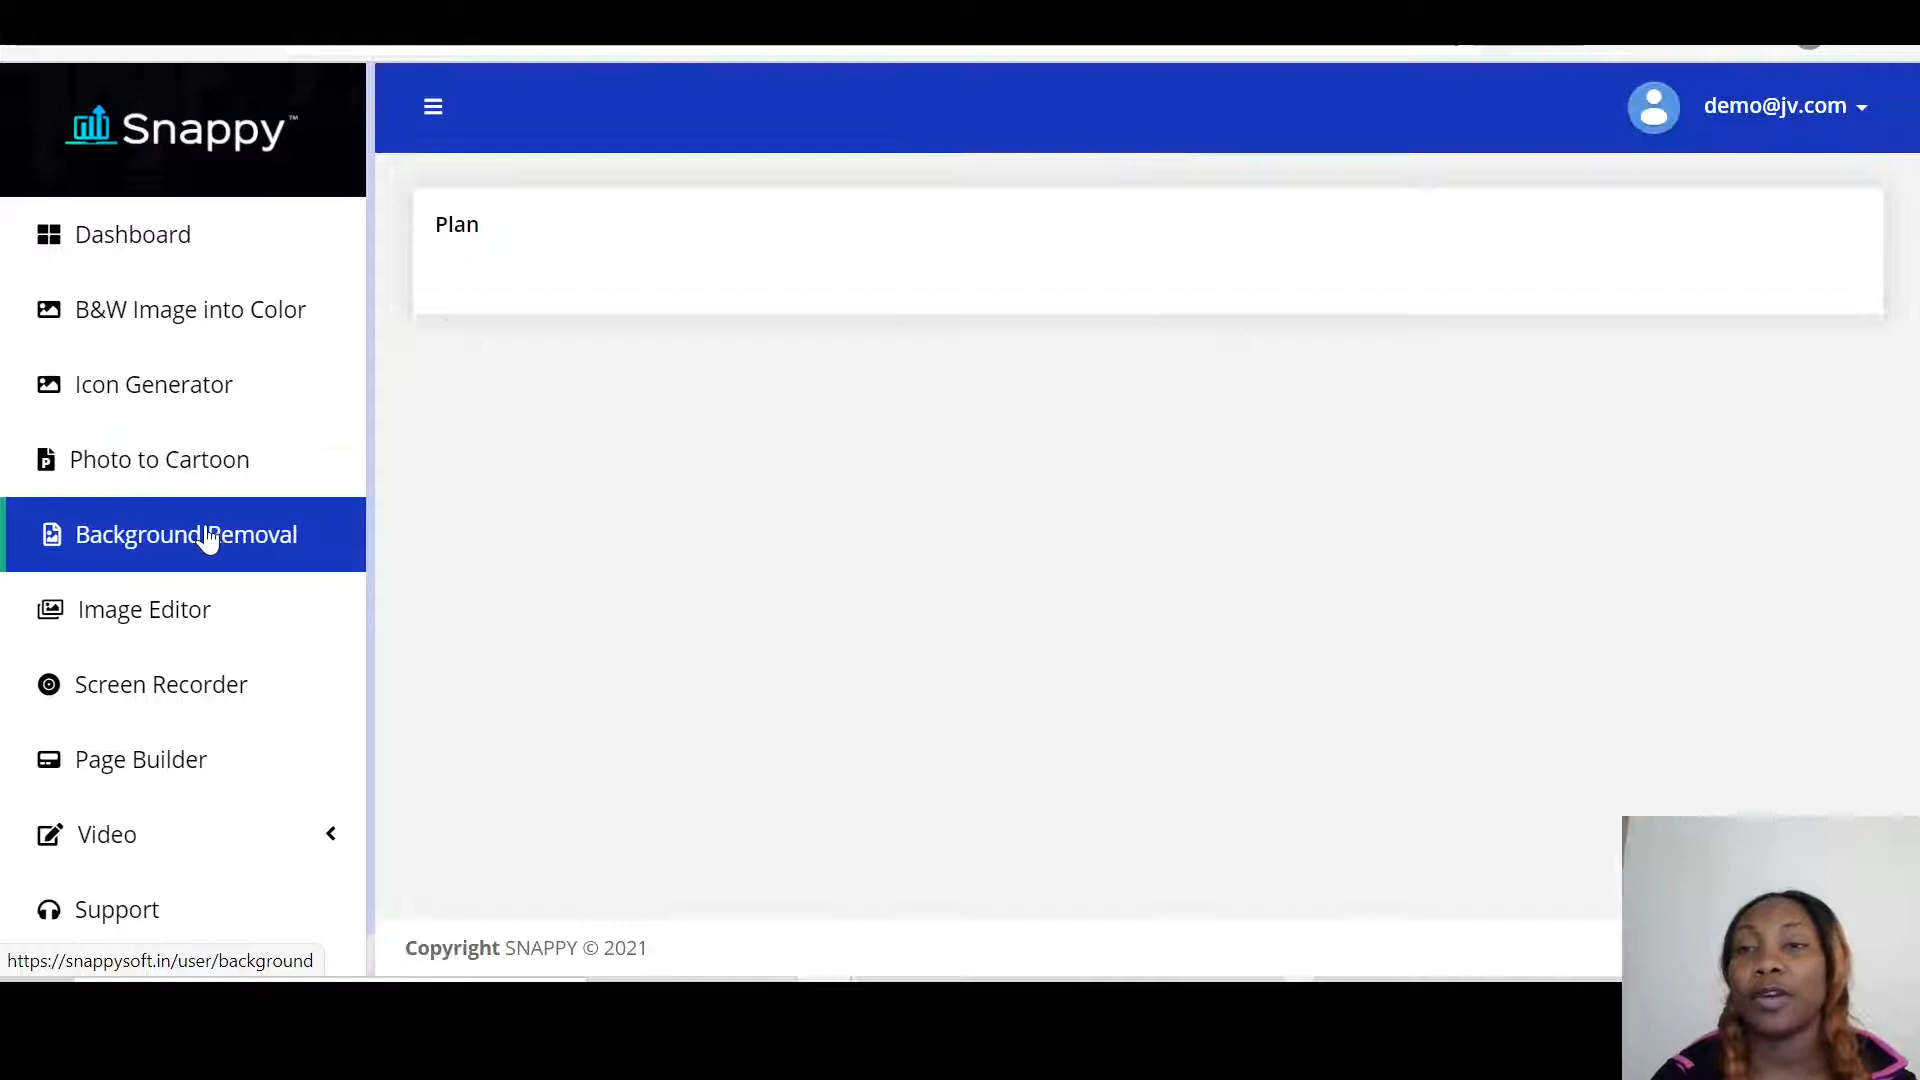 Snappy™
demo@jv.com
Dashboard
B&W Image into Color
Icon Generator
Photo to Cartoon
Background Removal
Image Editor
Screen Recorder
Page Builder
Video
Support
https://snappysoft.in/user/background
Plan
Copyright SNAPPY © 2021